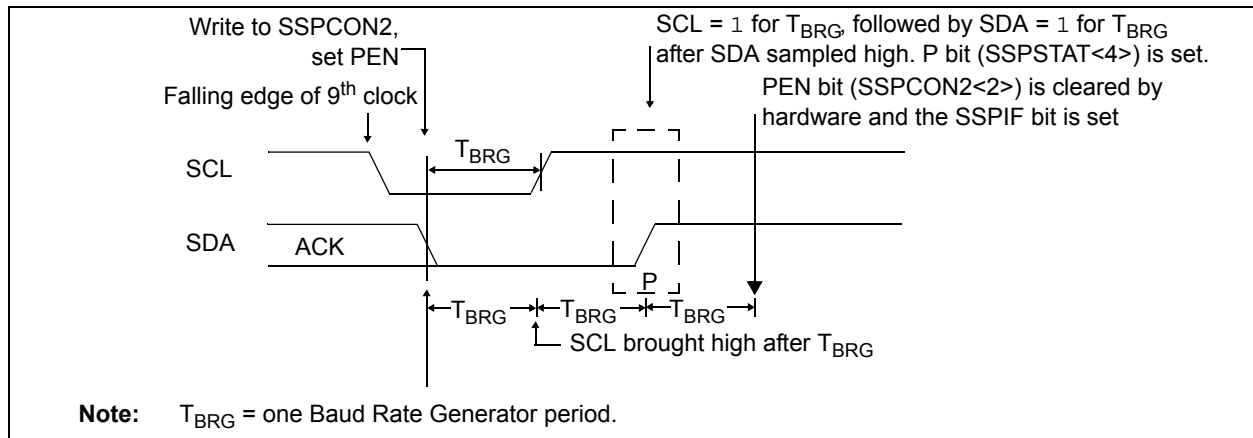 Write to SSPCON2,
set PEN
SCL = 1 for TBRG, followed by SDA = 1 for TBRG
after SDA sampled high. P bit (SSPSTAT<4>) is set.
Falling edge of 9th clock
PEN bit (SSPCON2<2>) is cleared by
hardware and the SSPIF bit is set
TBRG
SCL
SDA
ACK
P
TBRG
TBRG
TBRG
SCL brought high after TBRG
Note: TBRG = one Baud Rate Generator period.